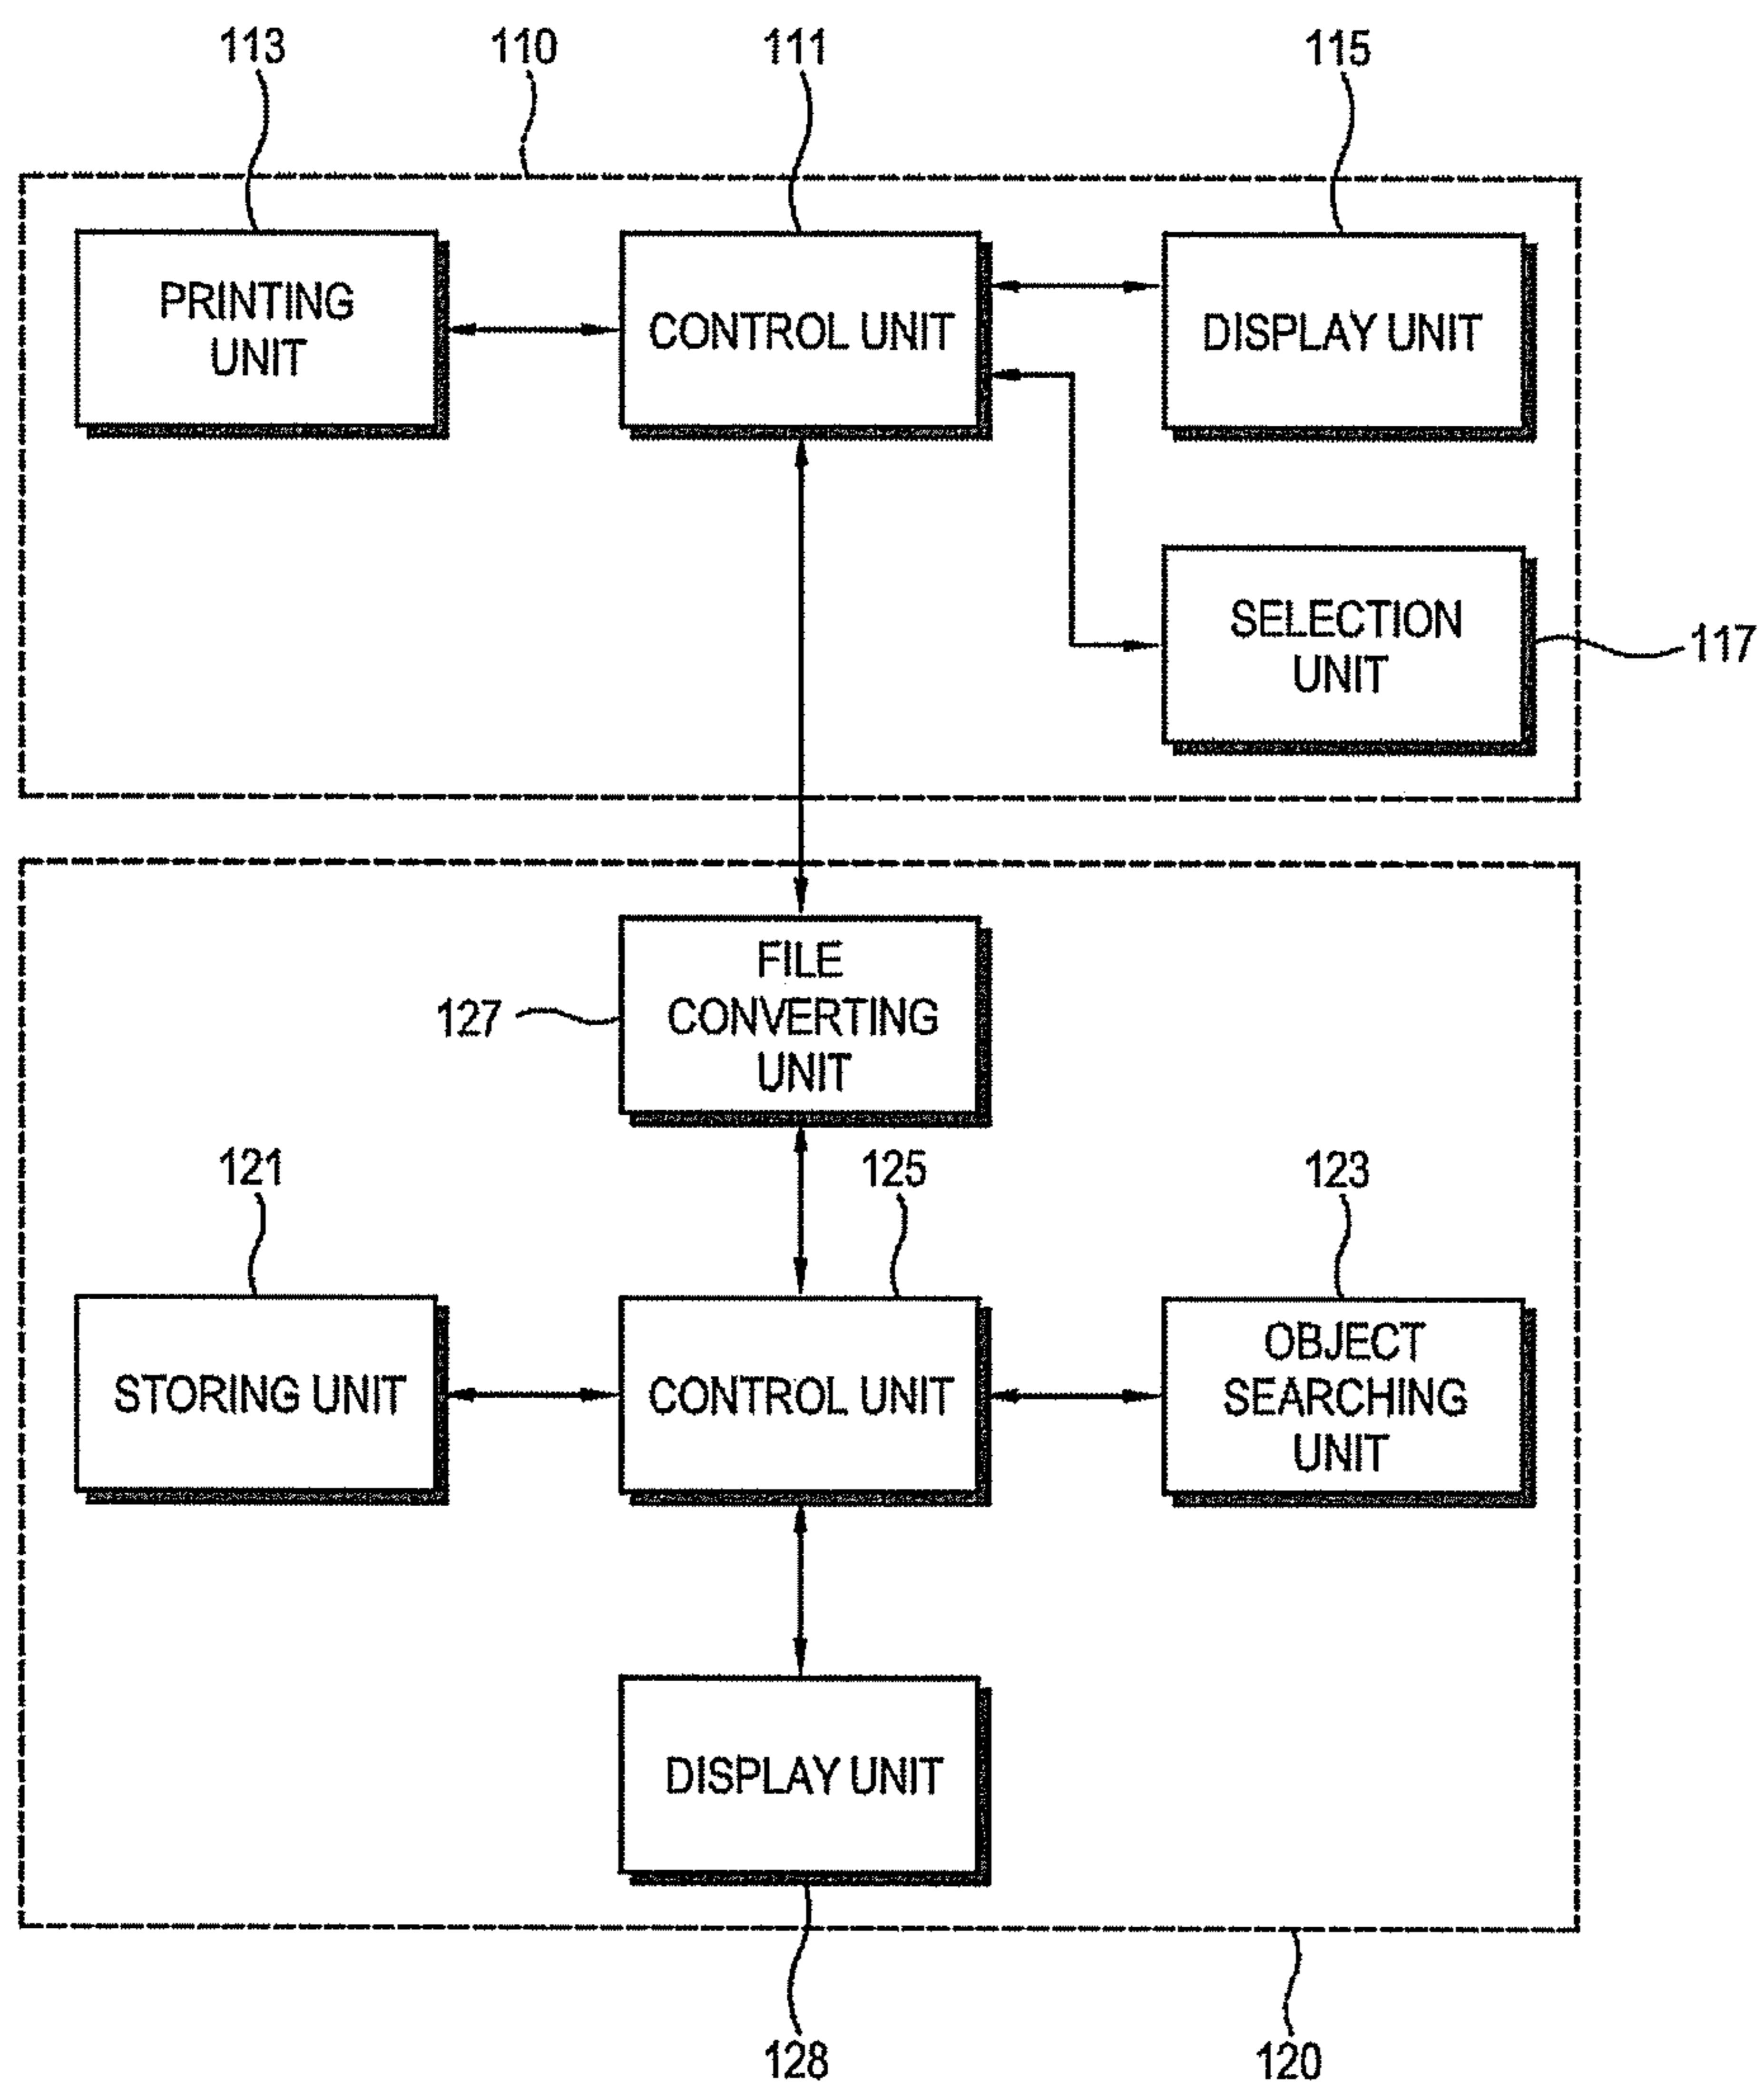 113
110
111
115
PRINTING
UNIT
CONTROL UNIT
DISPLAY UNIT
SELECTION
UNIT
117
FILE
CONVERTING
UNIT
127
121
125
123
STORING UNIT
CONTROL UNIT
OBJECT
SEARCHING
UNIT
DISPLAY UNIT
128
120